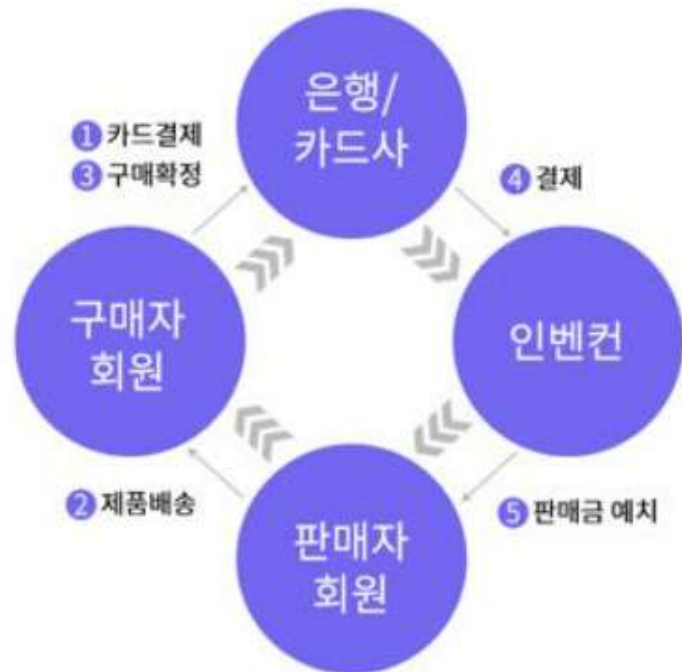 은행/
카드사
❶ 카드결제
❸ 구매확정
❹ 결제
구매자
회원
인벤컨
❷ 제품배송
❺ 판매금 예치
판매자
회원